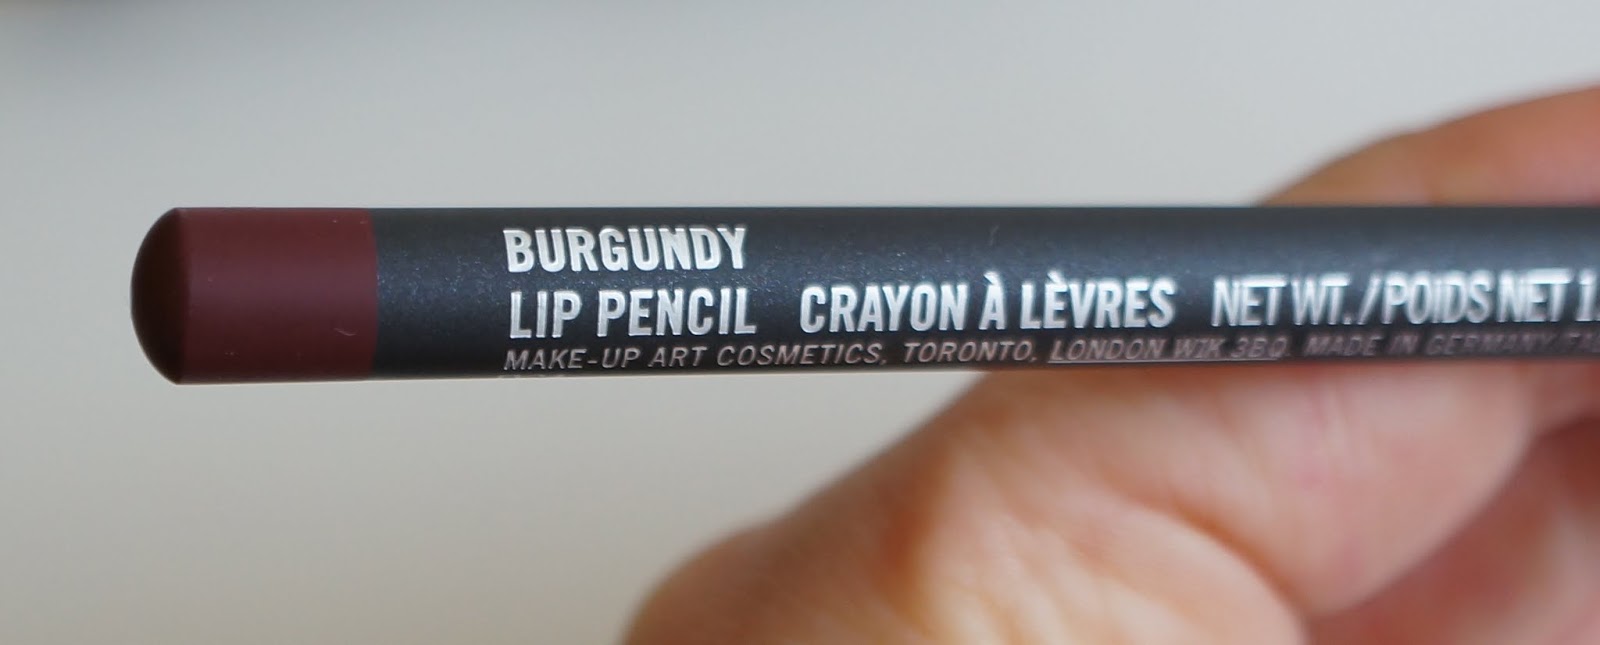 BURGUNDY
LIP PENCIL CRAYON À LÈVRES NET WT./POIDS NET 1.
MAKE-UP ART COSMETICS, TORONTO, LONDON W1K 3BQ. MADE IN GERMANY